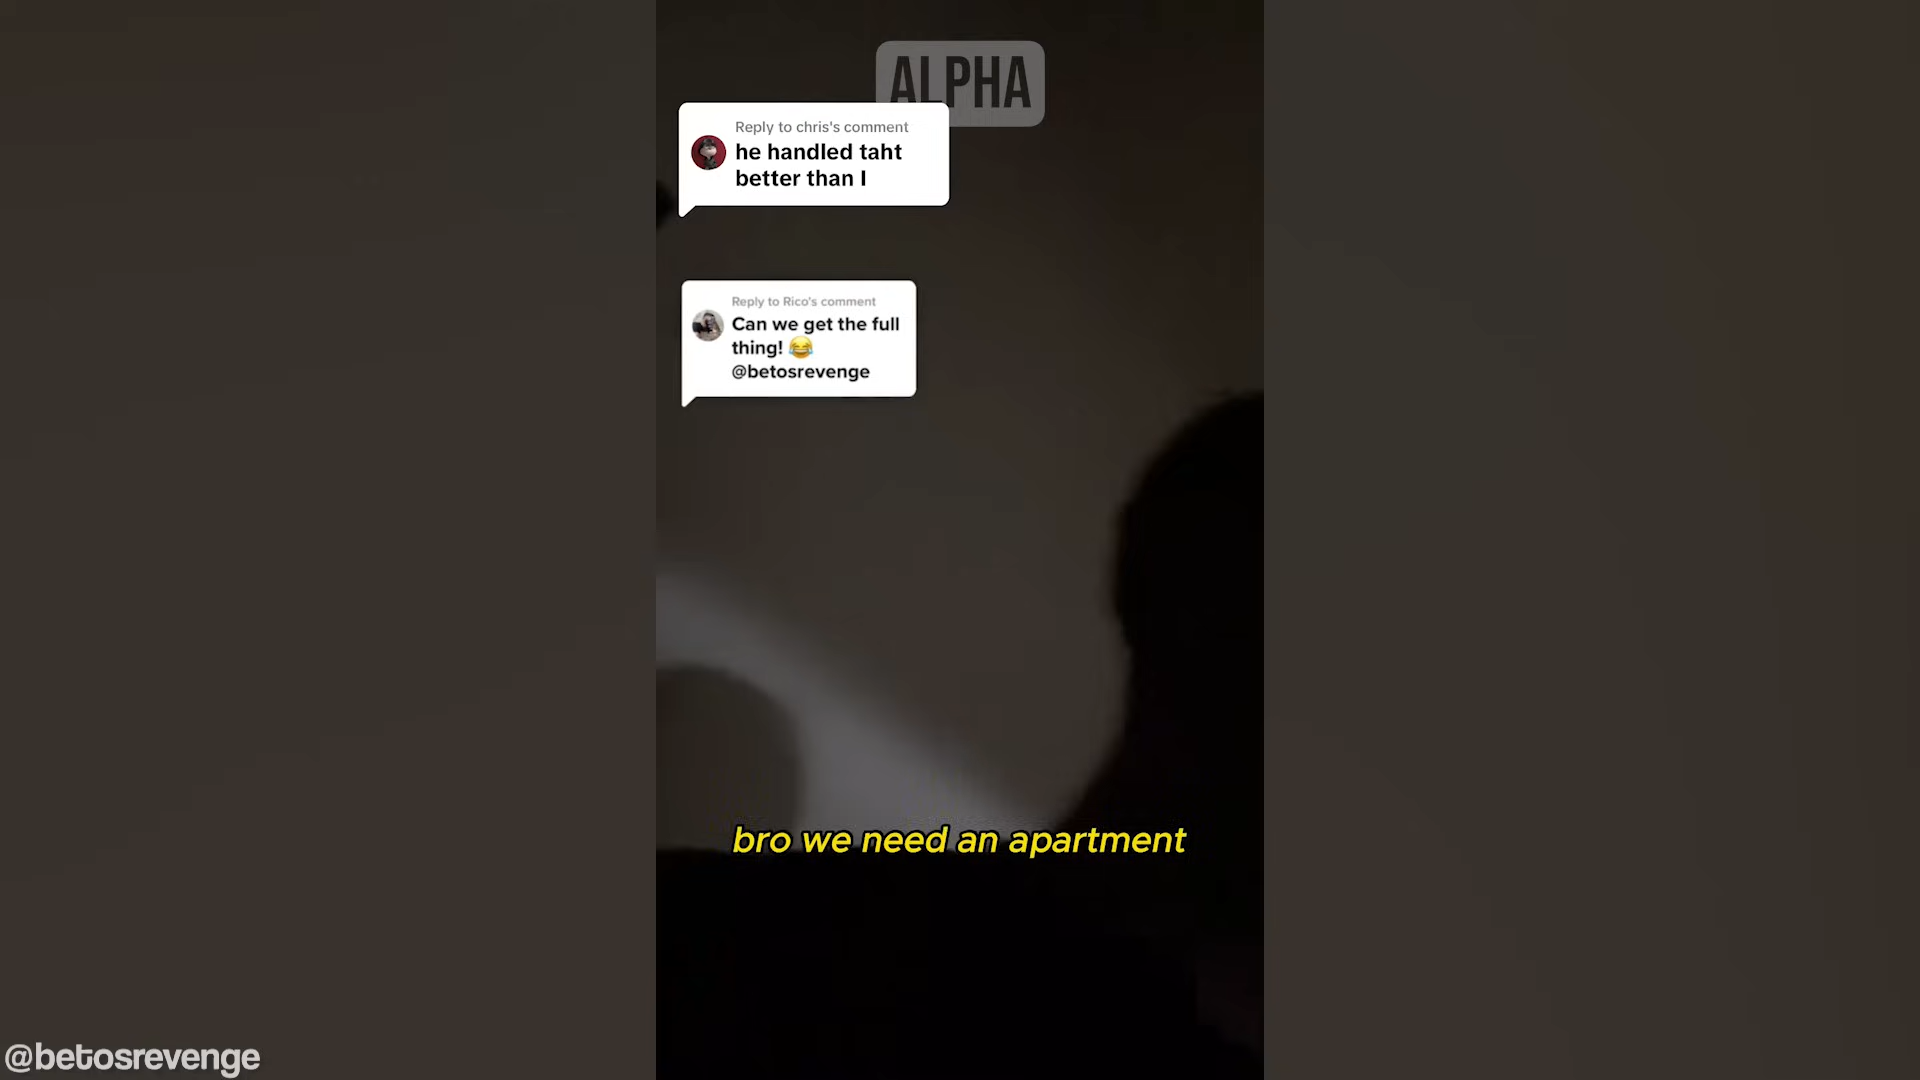 ALPHA
Reply to chris's comment
he handled taht
better than I
Reply to Rico's comment
Can we get the full
thing! 😂
@betosrevenge
bro we need an apartment
@betosrevenge